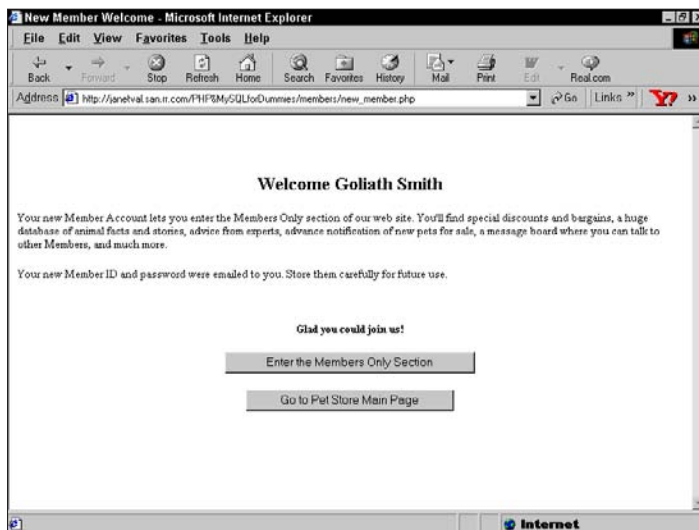 New Member Welcome - Microsoft Internet Explorer
File Edit View Favorites Tools Help
Back Forward Stop Refresh Home Search Favorites History Mail Print Edit Real.com
Address http://janetval.san.rr.com/PHP&MySQLforDummies/members/new_member.php Go Links »
Welcome Goliath Smith
Your new Member Account lets you enter the Members Only section of our web site. You'll find special discounts and bargains, a huge
database of animal facts and stories, advice from experts, advance notification of new pets for sale, a message board where you can talk to
other Members, and much more.
Your new Member ID and password were emailed to you. Store them carefully for future use.
Glad you could join us!
Enter the Members Only Section
Go to Pet Store Main Page
Internet